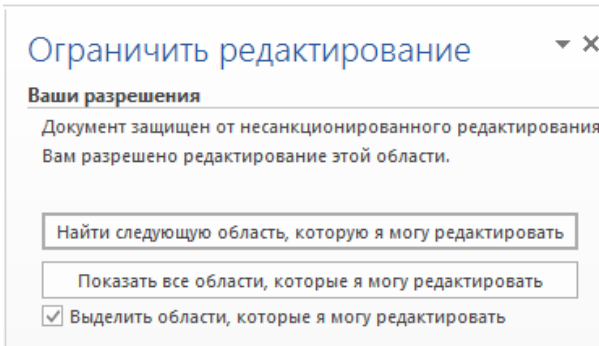 Ограничить редактирование
Ваши разрешения
Документ защищен от несанкционированного редактирования
Вам разрешено редактирование этой области.
Найти следующую область, которую я могу редактировать
Показать все области, которые я могу редактировать
Выделить области, которые я могу редактировать